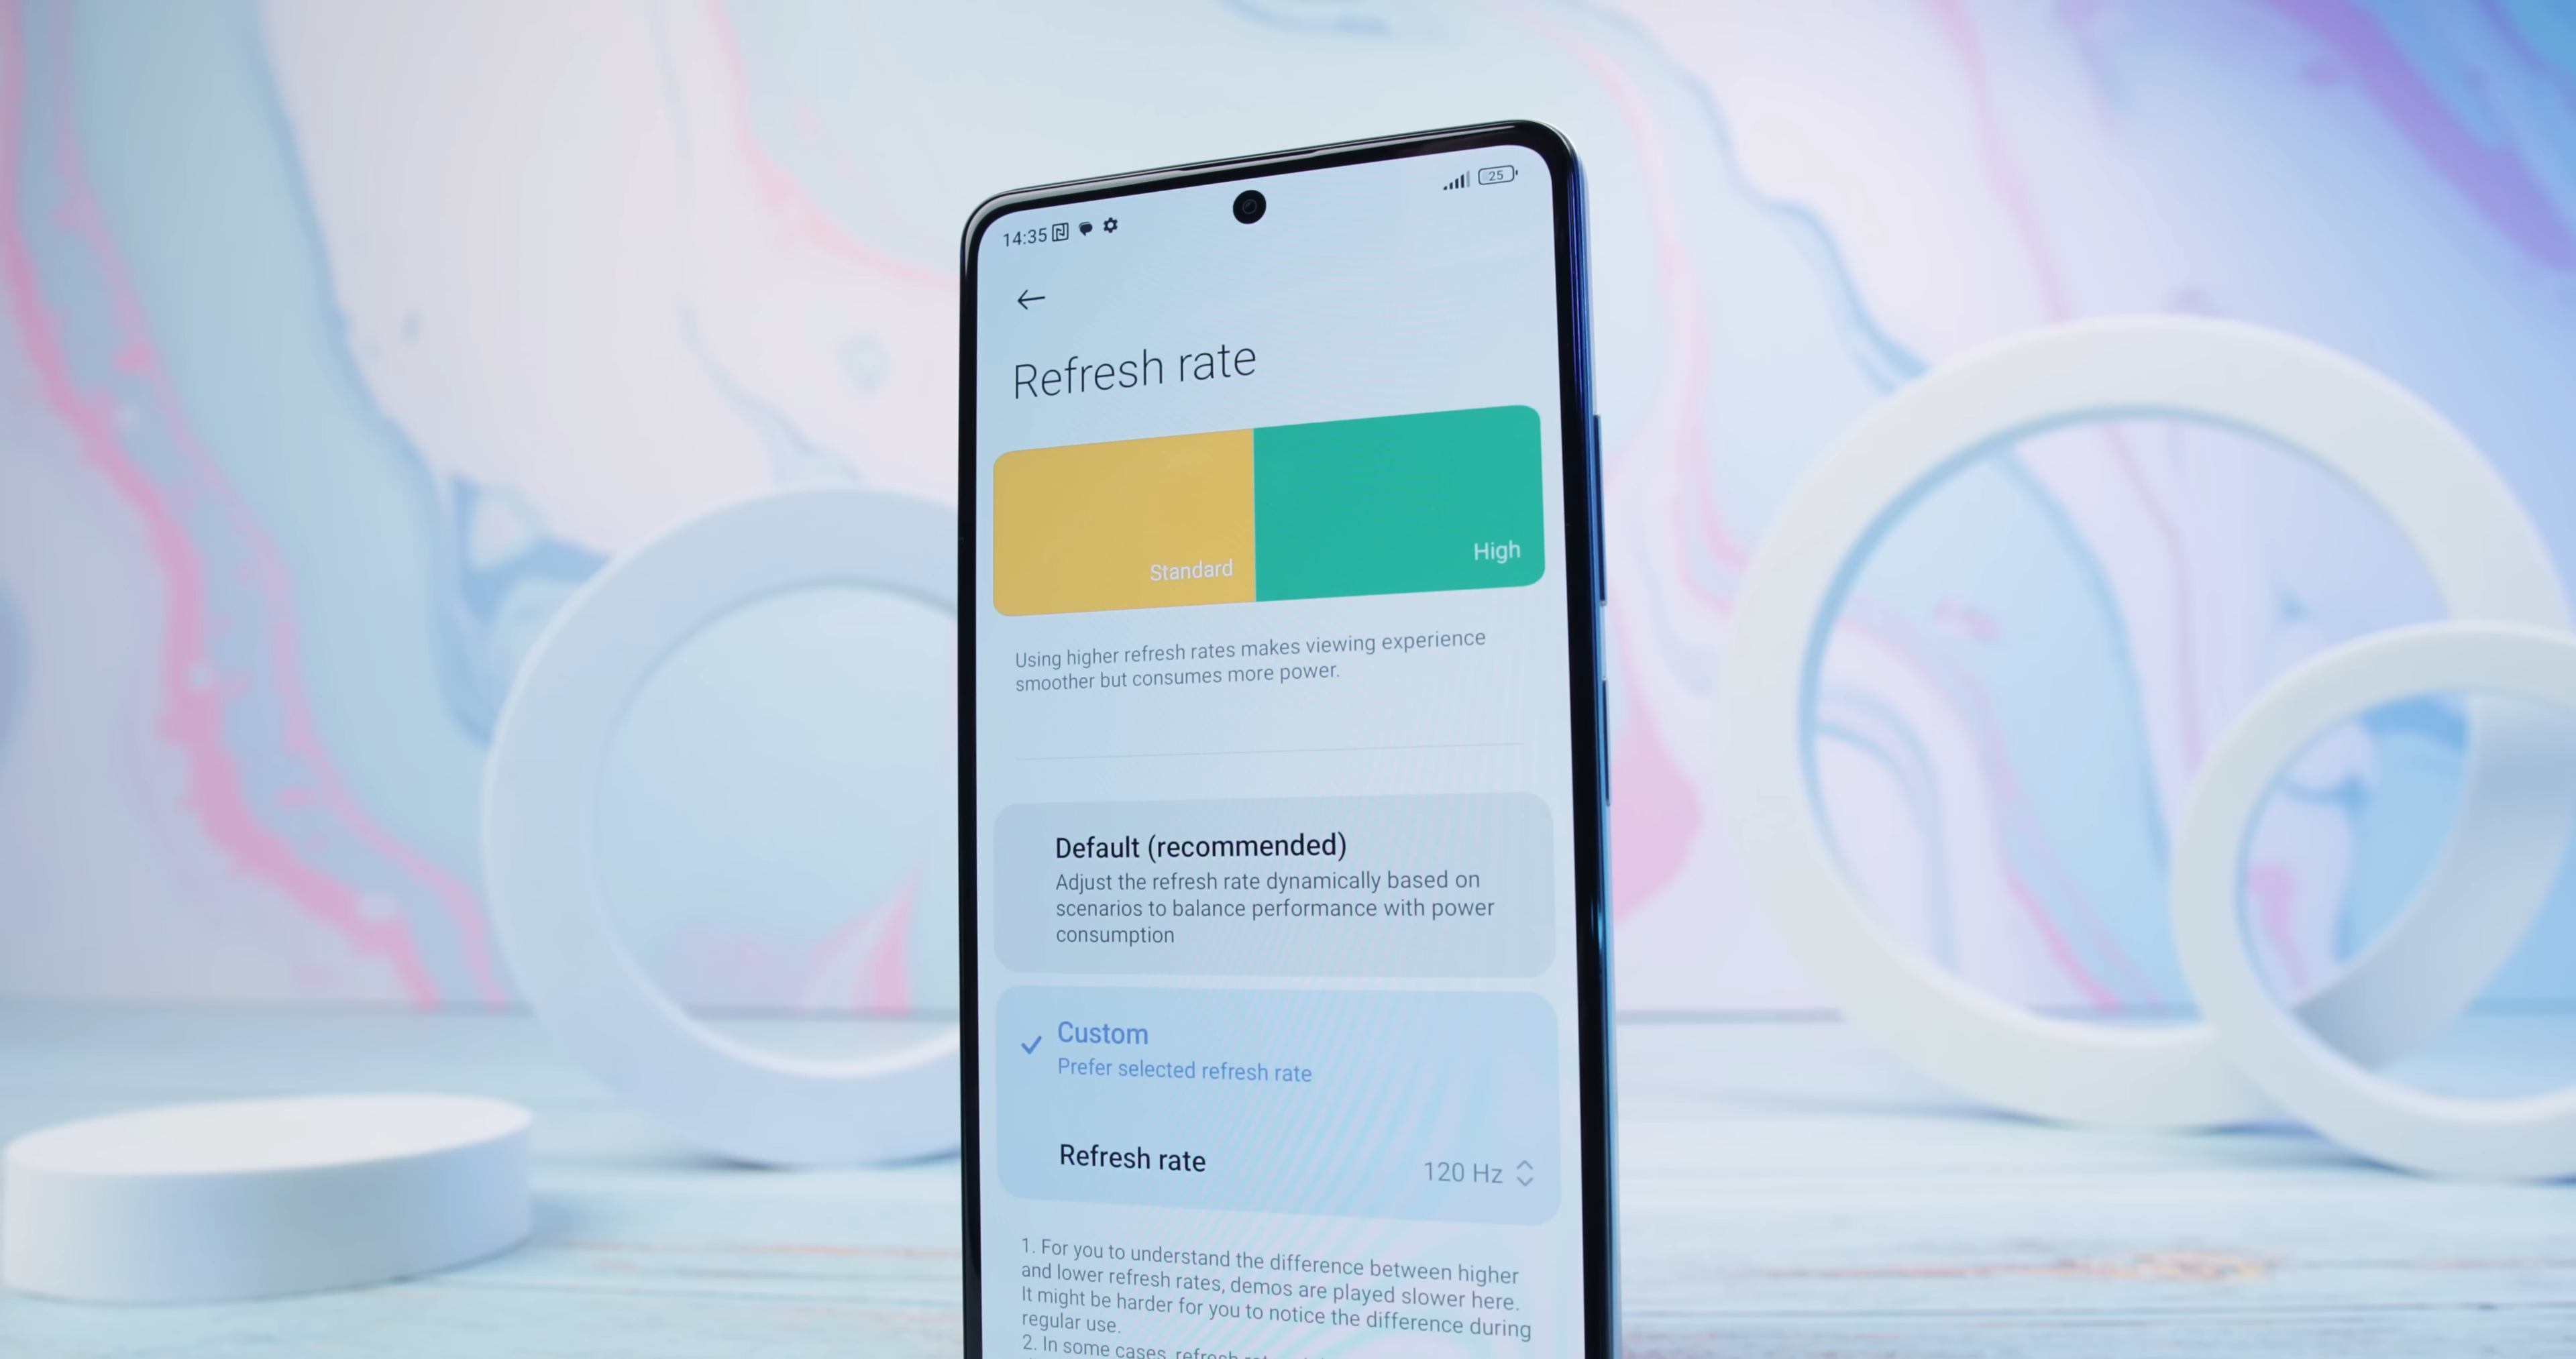 14:35
25
Refresh rate
Standard
High
Using higher refresh rates makes viewing experience
smoother but consumes more power.
Default (recommended)
Adjust the refresh rate dynamically based on
scenarios to balance performance with power
consumption
Custom
Prefer selected refresh rate
Refresh rate
120 Hz
1. For you to understand the difference between higher
and lower refresh rates, demos are played slower here.
It might be harder for you to notice the difference during
regular use.
2. In some cases, refresh